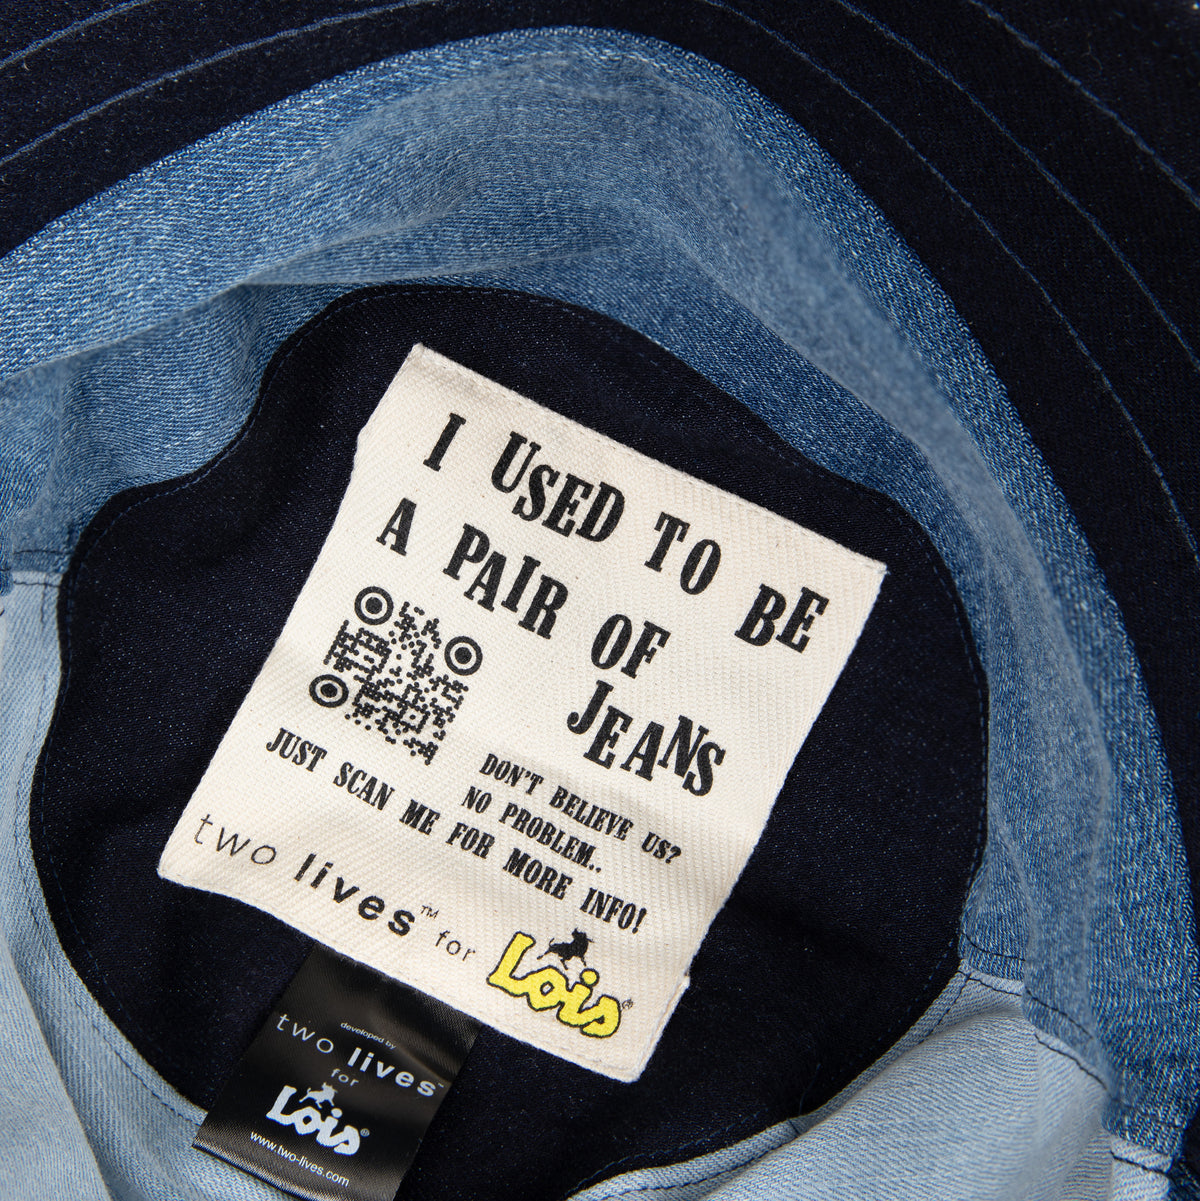 I USED TO BE
A PAIR OF
JEANS
DON'T BELIEVE US?
NO PROBLEM..
JUST SCAN ME FOR MORE INFO!
two lives™ for Lois®
developed by
two lives™
for
Lois®
www.two-lives.com